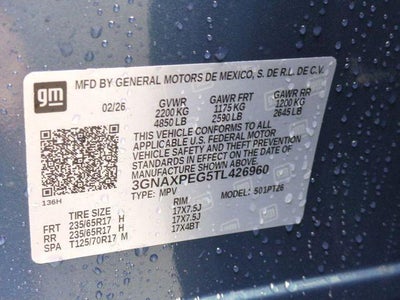 gm
MFD BY GENERAL MOTORS DE MEXICO, S. DE R.L. DE C.V.
02/26 GVWR GAWR FRT GAWR RR
2200 KG 1175 KG 1200 KG
4850 LB 2590 LB 2645 LB
THIS VEHICLE CONFORMS TO ALL
APPLICABLE U.S. FEDERAL MOTOR
VEHICLE SAFETY AND THEFT PREVENTION
STANDARDS IN EFFECT ON THE DATE OF
MANUFACTURE SHOWN ABOVE.
3GNAXPEG5TL426960
136H TYPE: MPV MODEL: 501PT26
TIRE SIZE RIM
FRT 235/65R17 H 17X7.5J
RR 235/65R17 H 17X7.5J
SPA T125/70R17 M 17X4BT